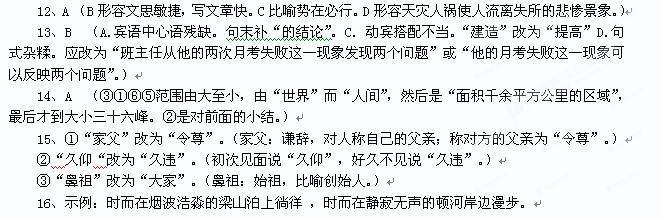 12、A（B形容文思敏捷，写文章快。C比喻势在必行。D形容天灾人祸使人流离失所的悲惨景象。）
13、B （A.宾语中心语残缺。句末补“的结论”。C. 动宾搭配不当。“建造”改为“提高”D.句
式杂糅。应改为“班主任从他的两次月考失败这一现象发现两个问题”或“他的月考失败这一现象可
以反映两个问题”。）
14、A （③①⑥⑤范围由大至小，由“世界”而“人间”，然后是“面积千余平方公里的区域”，
最后才到大小三十六峰。②是对前面的小结。）
15、①“家父”改为“令尊”。（家父：谦辞，对人称自己的父亲；称对方的父亲为“令尊”。）
②“久仰“改为“久违”。（初次见面说“久仰”，好久不见说“久违”。）
③“鼻祖”改为“大家”。（鼻祖：始祖，比喻创始人。）
16、示例：时而在烟波浩淼的梁山泊上徜徉 ，时而在静寂无声的顿河岸边漫步。